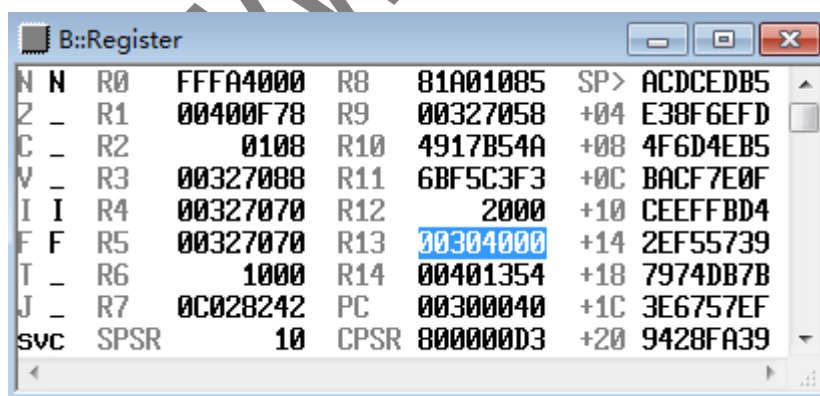 B::Register
N N R0 FFFA4000 R8 81A01085 SP> ACDCEDB5
Z _ R1 00400F78 R9 00327058 +04 E38F6EFD
C _ R2 0108 R10 4917B54A +08 4F6D4EB5
V _ R3 00327088 R11 6BF5C3F3 +0C BACF7E0F
I I R4 00327070 R12 2000 +10 CEEFFBD4
F F R5 00327070 R13 00304000 +14 2EF55739
T _ R6 1000 R14 00401354 +18 7974DB7B
J _ R7 0C028242 PC 00300040 +1C 3E6757EF
svc SPSR 10 CPSR 800000D3 +20 9428FA39